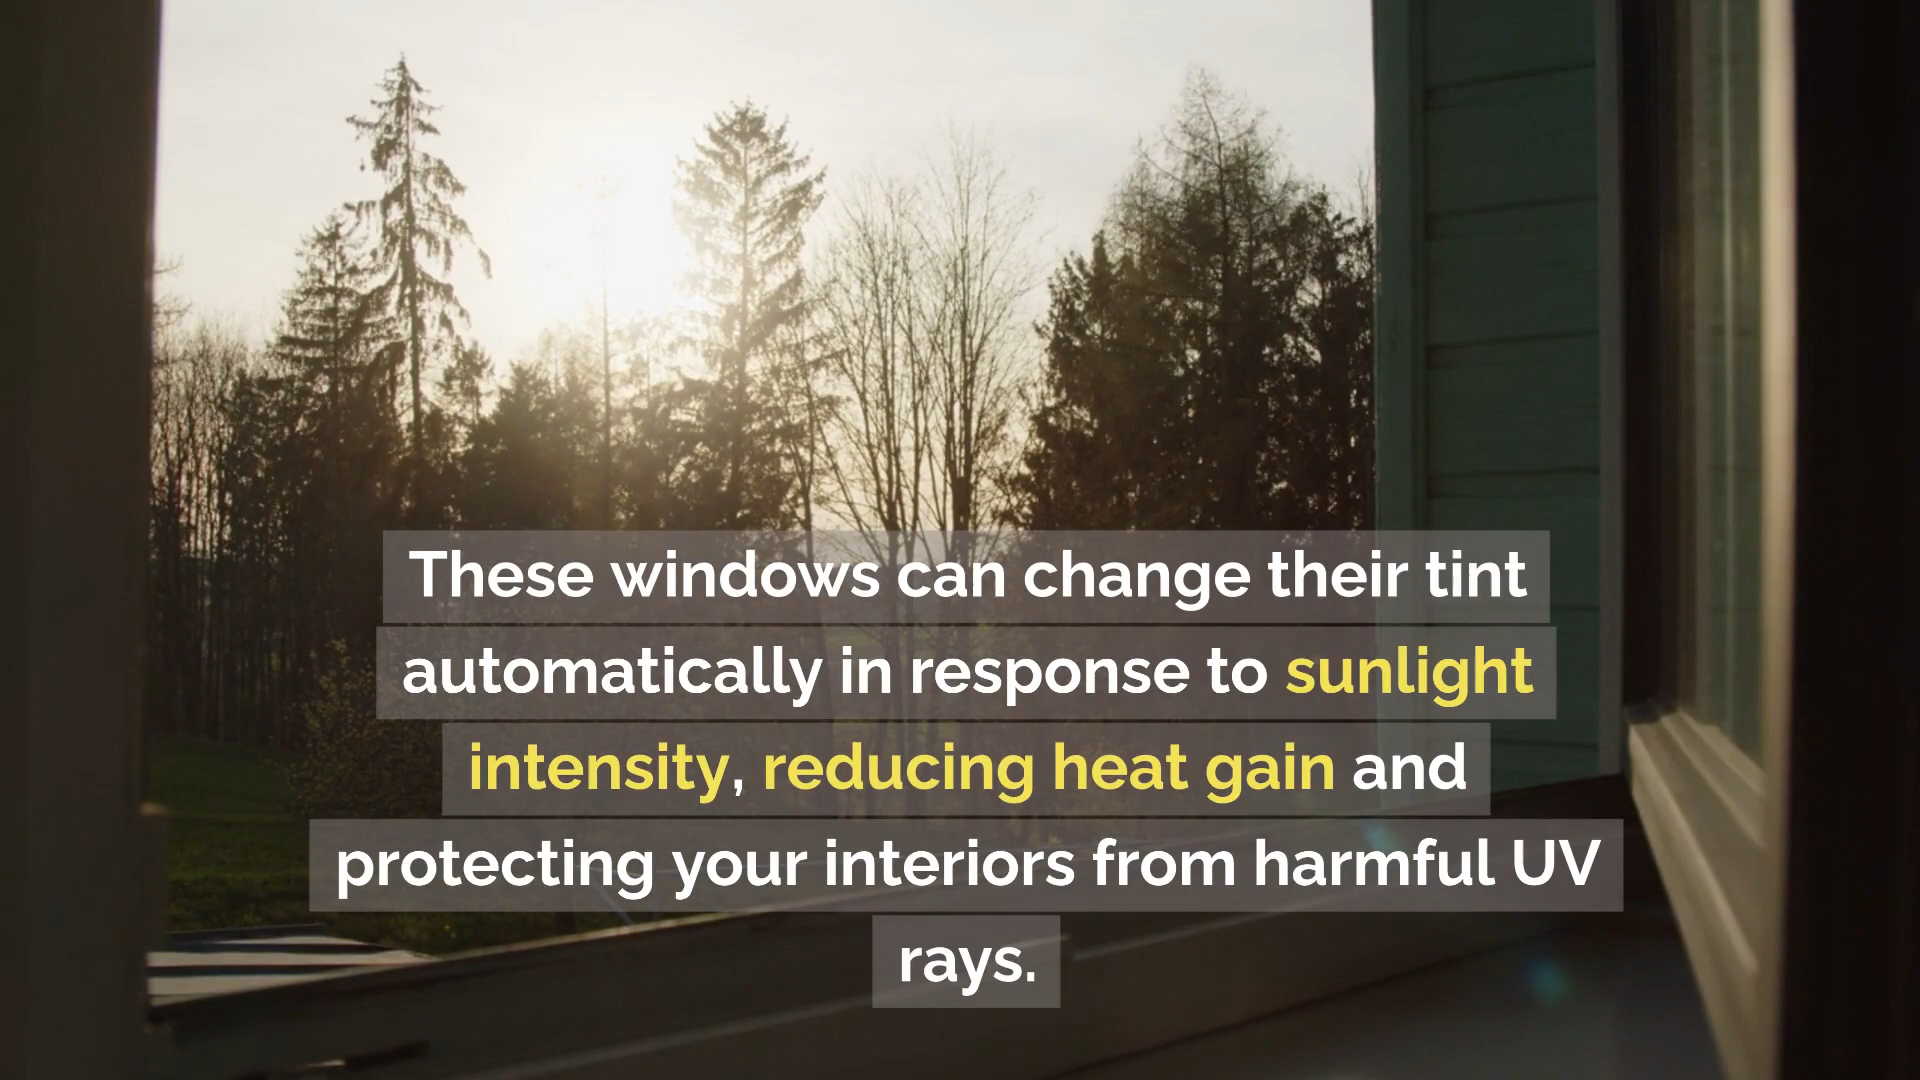 These windows can change their tint
automatically in response to sunlight
intensity, reducing heat gain and
protecting your interiors from harmful UV
rays.